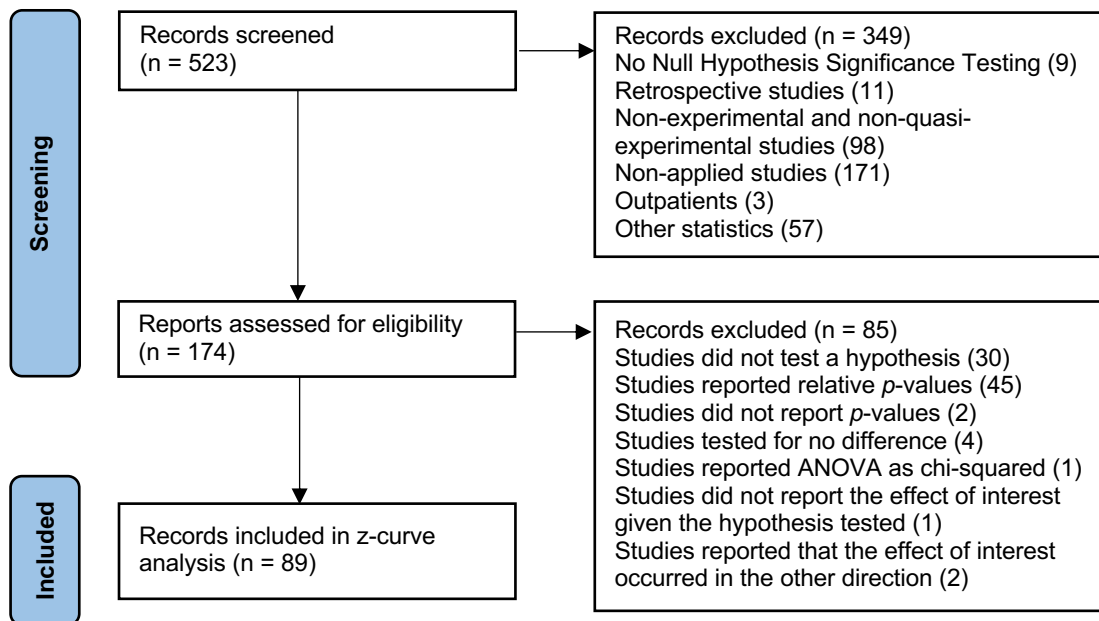 Screening
Records screened
(n = 523)
Records excluded (n = 349)
No Null Hypothesis Significance Testing (9)
Retrospective studies (11)
Non-experimental and non-quasi-
experimental studies (98)
Non-applied studies (171)
Outpatients (3)
Other statistics (57)
Reports assessed for eligibility
(n = 174)
Records excluded (n = 85)
Studies did not test a hypothesis (30)
Studies reported relative p-values (45)
Studies did not report p-values (2)
Studies tested for no difference (4)
Studies reported ANOVA as chi-squared (1)
Studies did not report the effect of interest
given the hypothesis tested (1)
Studies reported that the effect of interest
occurred in the other direction (2)
Included
Records included in z-curve
analysis (n = 89)